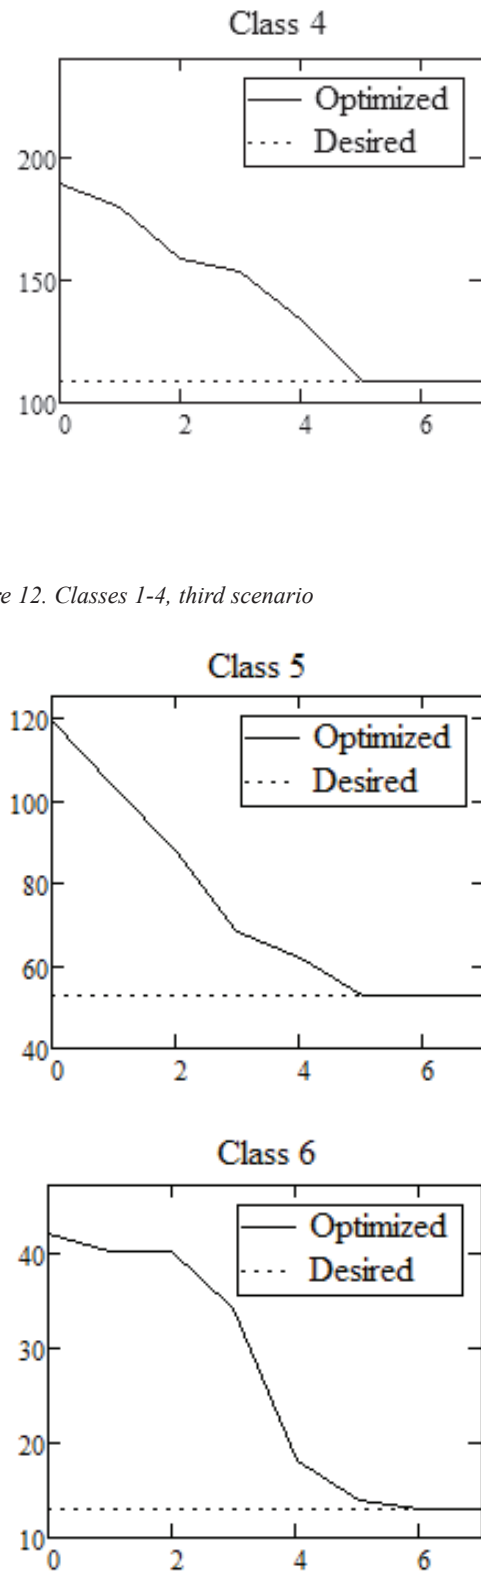 Class 4
Optimized
Desired
200
150
100
0 2 4 6
re 12. Classes 1-4, third scenario
Class 5
Optimized
Desired
120
100
80
60
40
0 2 4 6
Class 6
Optimized
Desired
40
30
20
10
0 2 4 6